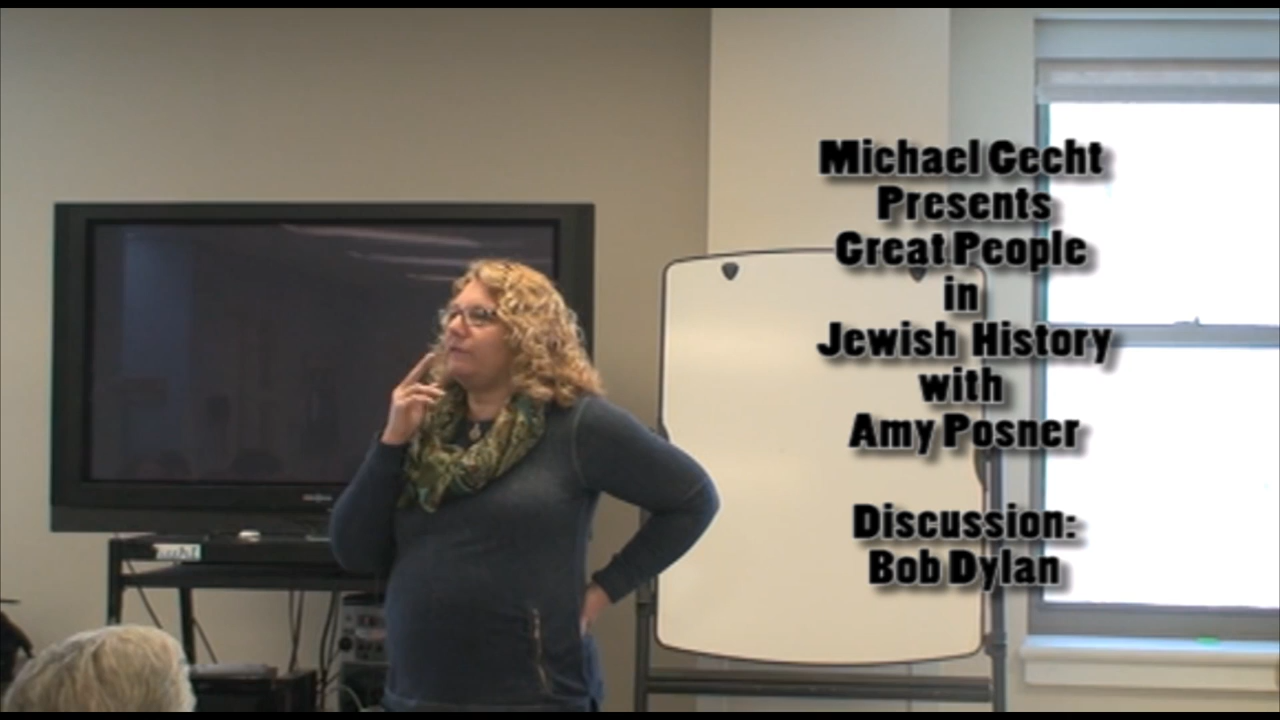 Michael Gecht
Presents
Great People
in
Jewish History
with
Amy Posner
Discussion:
Bob Dylan